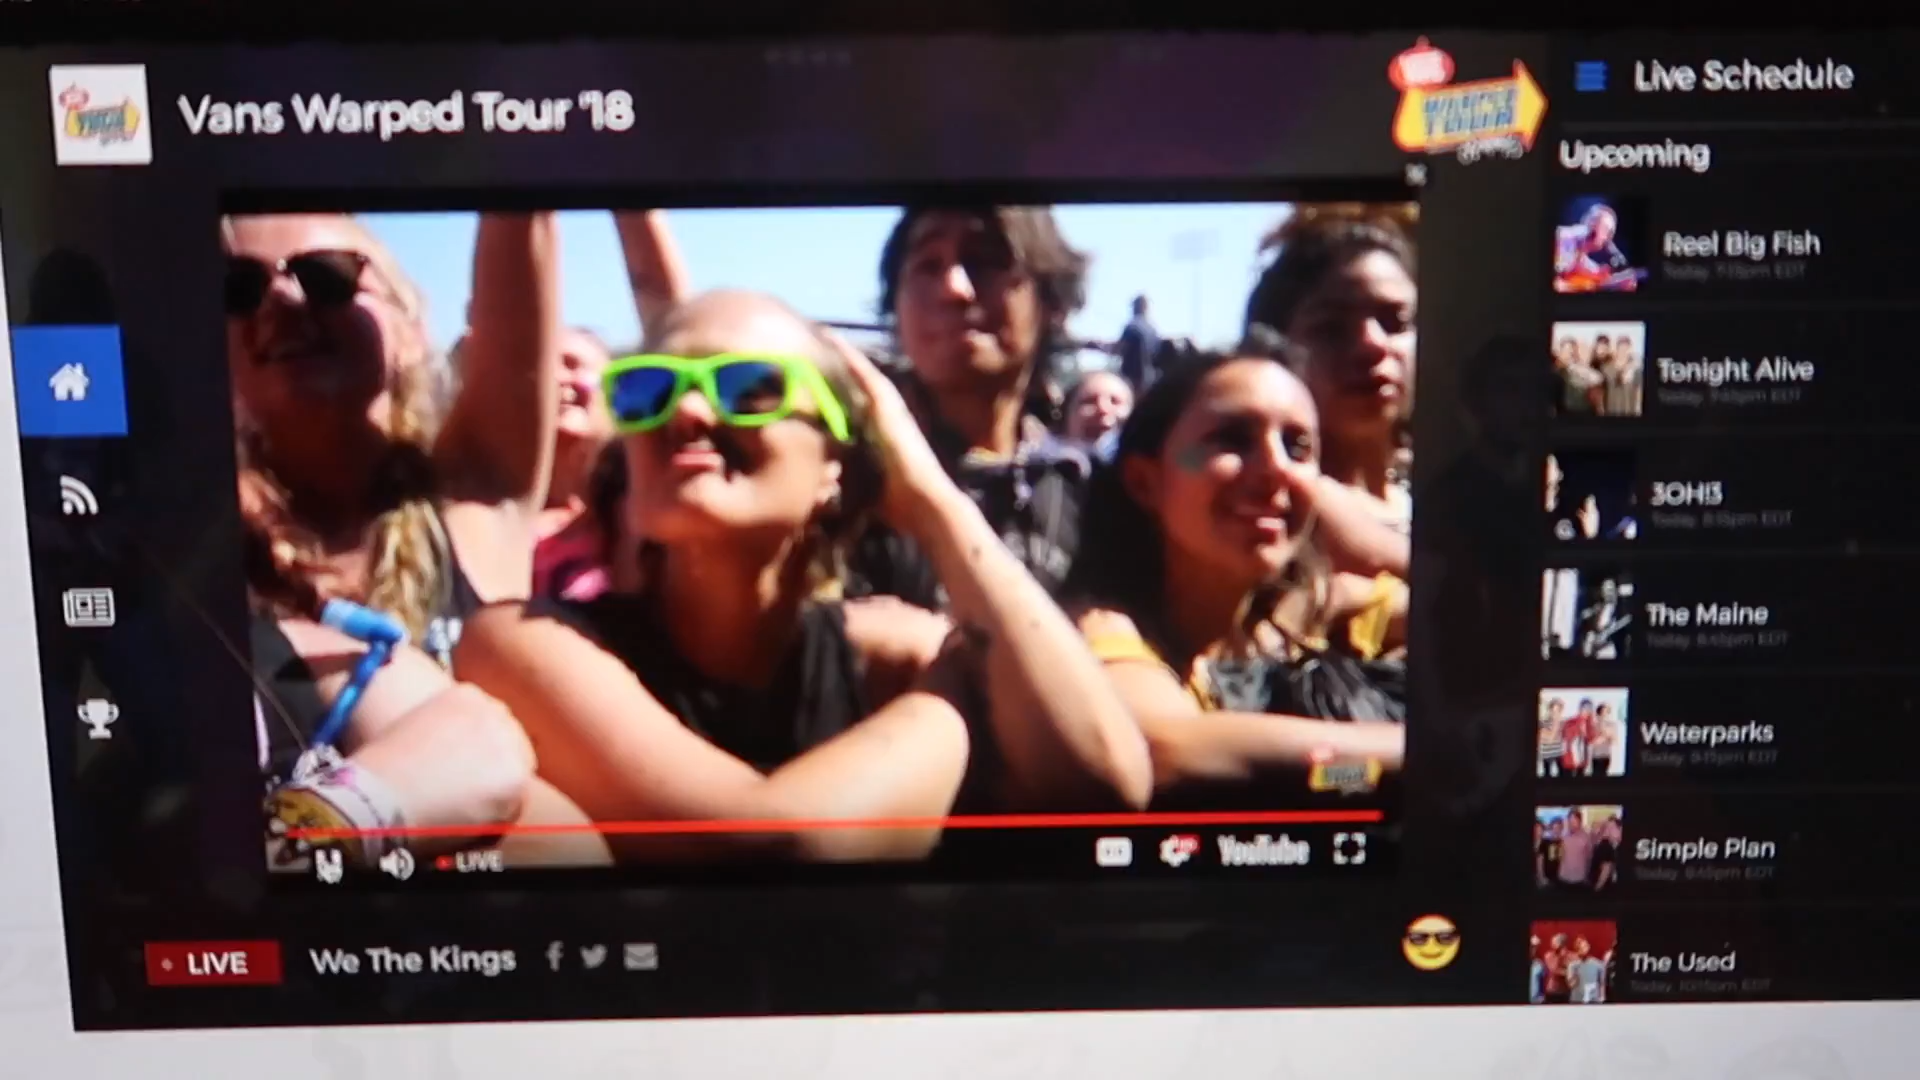 Vans Warped Tour '18
Live Schedule
Upcoming
Reel Big Fish
Tonight Alive
3OH!3
The Maine
Waterparks
Simple Plan
The Used
LIVE
YouTube
LIVE
We The Kings